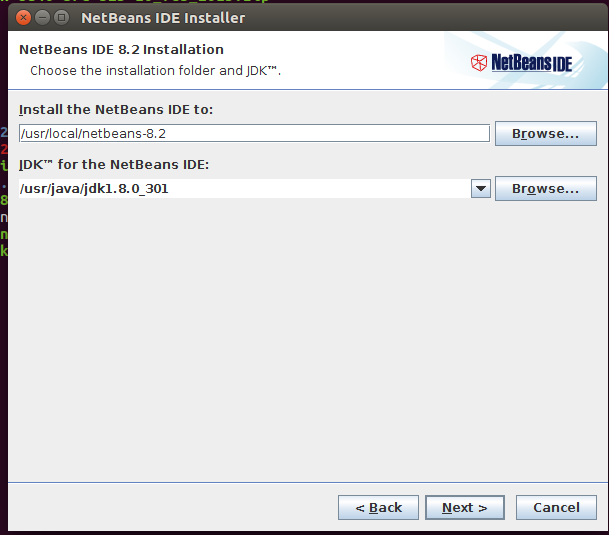 NetBeans IDE Installer
NetBeans IDE 8.2 Installation
Choose the installation folder and JDK™.
NetBeans IDE
Install the NetBeans IDE to:
/usr/local/netbeans-8.2
Browse...
JDK™ for the NetBeans IDE:
/usr/java/jdk1.8.0_301
Browse...
< Back
Next >
Cancel